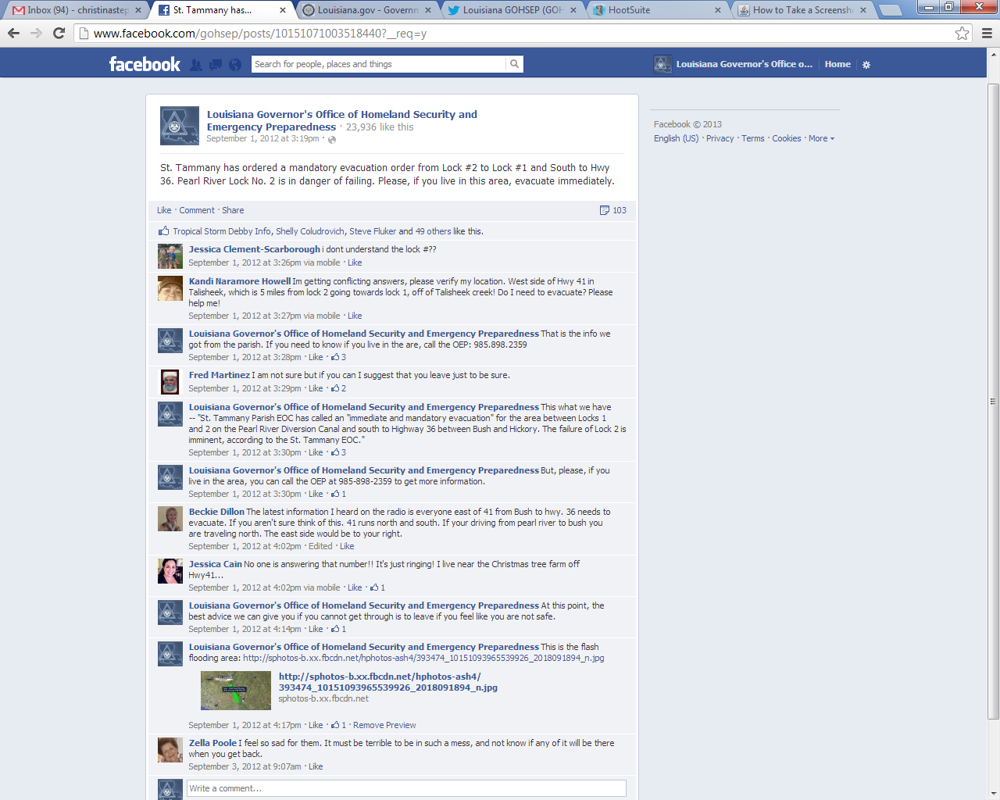 Inbox (94) - christinastep
St. Tammany has...
Louisiana.gov - Governm
Louisiana GOHSEP (GOH
HootSuite
How to Take a Screensh
www.facebook.com/gohsep/posts/10151071003518440?__req=y
facebook
Search for people, places and things
Louisiana Governor's Office o...
Home
Louisiana Governor's Office of Homeland Security and
Emergency Preparedness · 23,936 like this
September 1, 2012 at 3:19pm ·
St. Tammany has ordered a mandatory evacuation order from Lock #2 to Lock #1 and South to Hwy
36. Pearl River Lock No. 2 is in danger of failing. Please, if you live in this area, evacuate immediately.
Like · Comment · Share
103
Tropical Storm Debby Info, Shelly Coludrovich, Steve Fluker and 49 others like this.
Jessica Clement-Scarborough i dont understand the lock #??
September 1, 2012 at 3:26pm via mobile · Like
Kandi Naramore Howell Im getting conflicting answers, please verify my location. West side of Hwy 41 in
Talisheek, which is 5 miles from lock 2 going towards lock 1, off of Talisheek creek! Do I need to evacuate? Please
help me!
September 1, 2012 at 3:27pm via mobile · Like
Louisiana Governor's Office of Homeland Security and Emergency Preparedness That is the info we
got from the parish. If you need to know if you live in the are, call the OEP: 985.898.2359
September 1, 2012 at 3:28pm · Like · 3
Fred Martinez I am not sure but if you can I suggest that you leave just to be sure.
September 1, 2012 at 3:29pm · Like · 2
Louisiana Governor's Office of Homeland Security and Emergency Preparedness This what we have
-- "St. Tammany Parish EOC has called an "immediate and mandatory evacuation" for the area between Locks 1
and 2 on the Pearl River Diversion Canal and south to Highway 36 between Bush and Hickory. The failure of Lock 2 is
imminent, according to the St. Tammany EOC."
September 1, 2012 at 3:30pm · Like · 3
Louisiana Governor's Office of Homeland Security and Emergency Preparedness But, please, if you
live in the area, you can call the OEP at 985-898-2359 to get more information.
September 1, 2012 at 3:30pm · Like · 1
Beckie Dillon The latest information I heard on the radio is everyone east of 41 from Bush to hwy. 36 needs to
evacuate. If you aren't sure think of this. 41 runs north and south. If your driving from pearl river to bush you
are traveling north. The east side would be to your right.
September 1, 2012 at 4:02pm · Edited · Like
Jessica Cain No one is answering that number!! It's just ringing! I live near the Christmas tree farm off
Hwy41...
September 1, 2012 at 4:02pm via mobile · Like · 1
Louisiana Governor's Office of Homeland Security and Emergency Preparedness At this point, the
best advice we can give you if you cannot get through is to leave if you feel like you are not safe.
September 1, 2012 at 4:14pm · Like · 1
Louisiana Governor's Office of Homeland Security and Emergency Preparedness This is the flash
flooding area: http://sphotos-b.xx.fbcdn.net/hphotos-ash4/393474_10151093965539926_2018091894_n.jpg
http://sphotos-b.xx.fbcdn.net/hphotos-ash4/
393474_10151093965539926_2018091894_n.jpg
sphotos-b.xx.fbcdn.net
September 1, 2012 at 4:17pm · Like · 1 · Remove Preview
Zella Poole I feel so sad for them. It must be terrible to be in such a mess, and not know if any of it will be there
when you get back.
September 3, 2012 at 9:07am · Like
Write a comment...
Facebook © 2013
English (US) · Privacy · Terms · Cookies · More